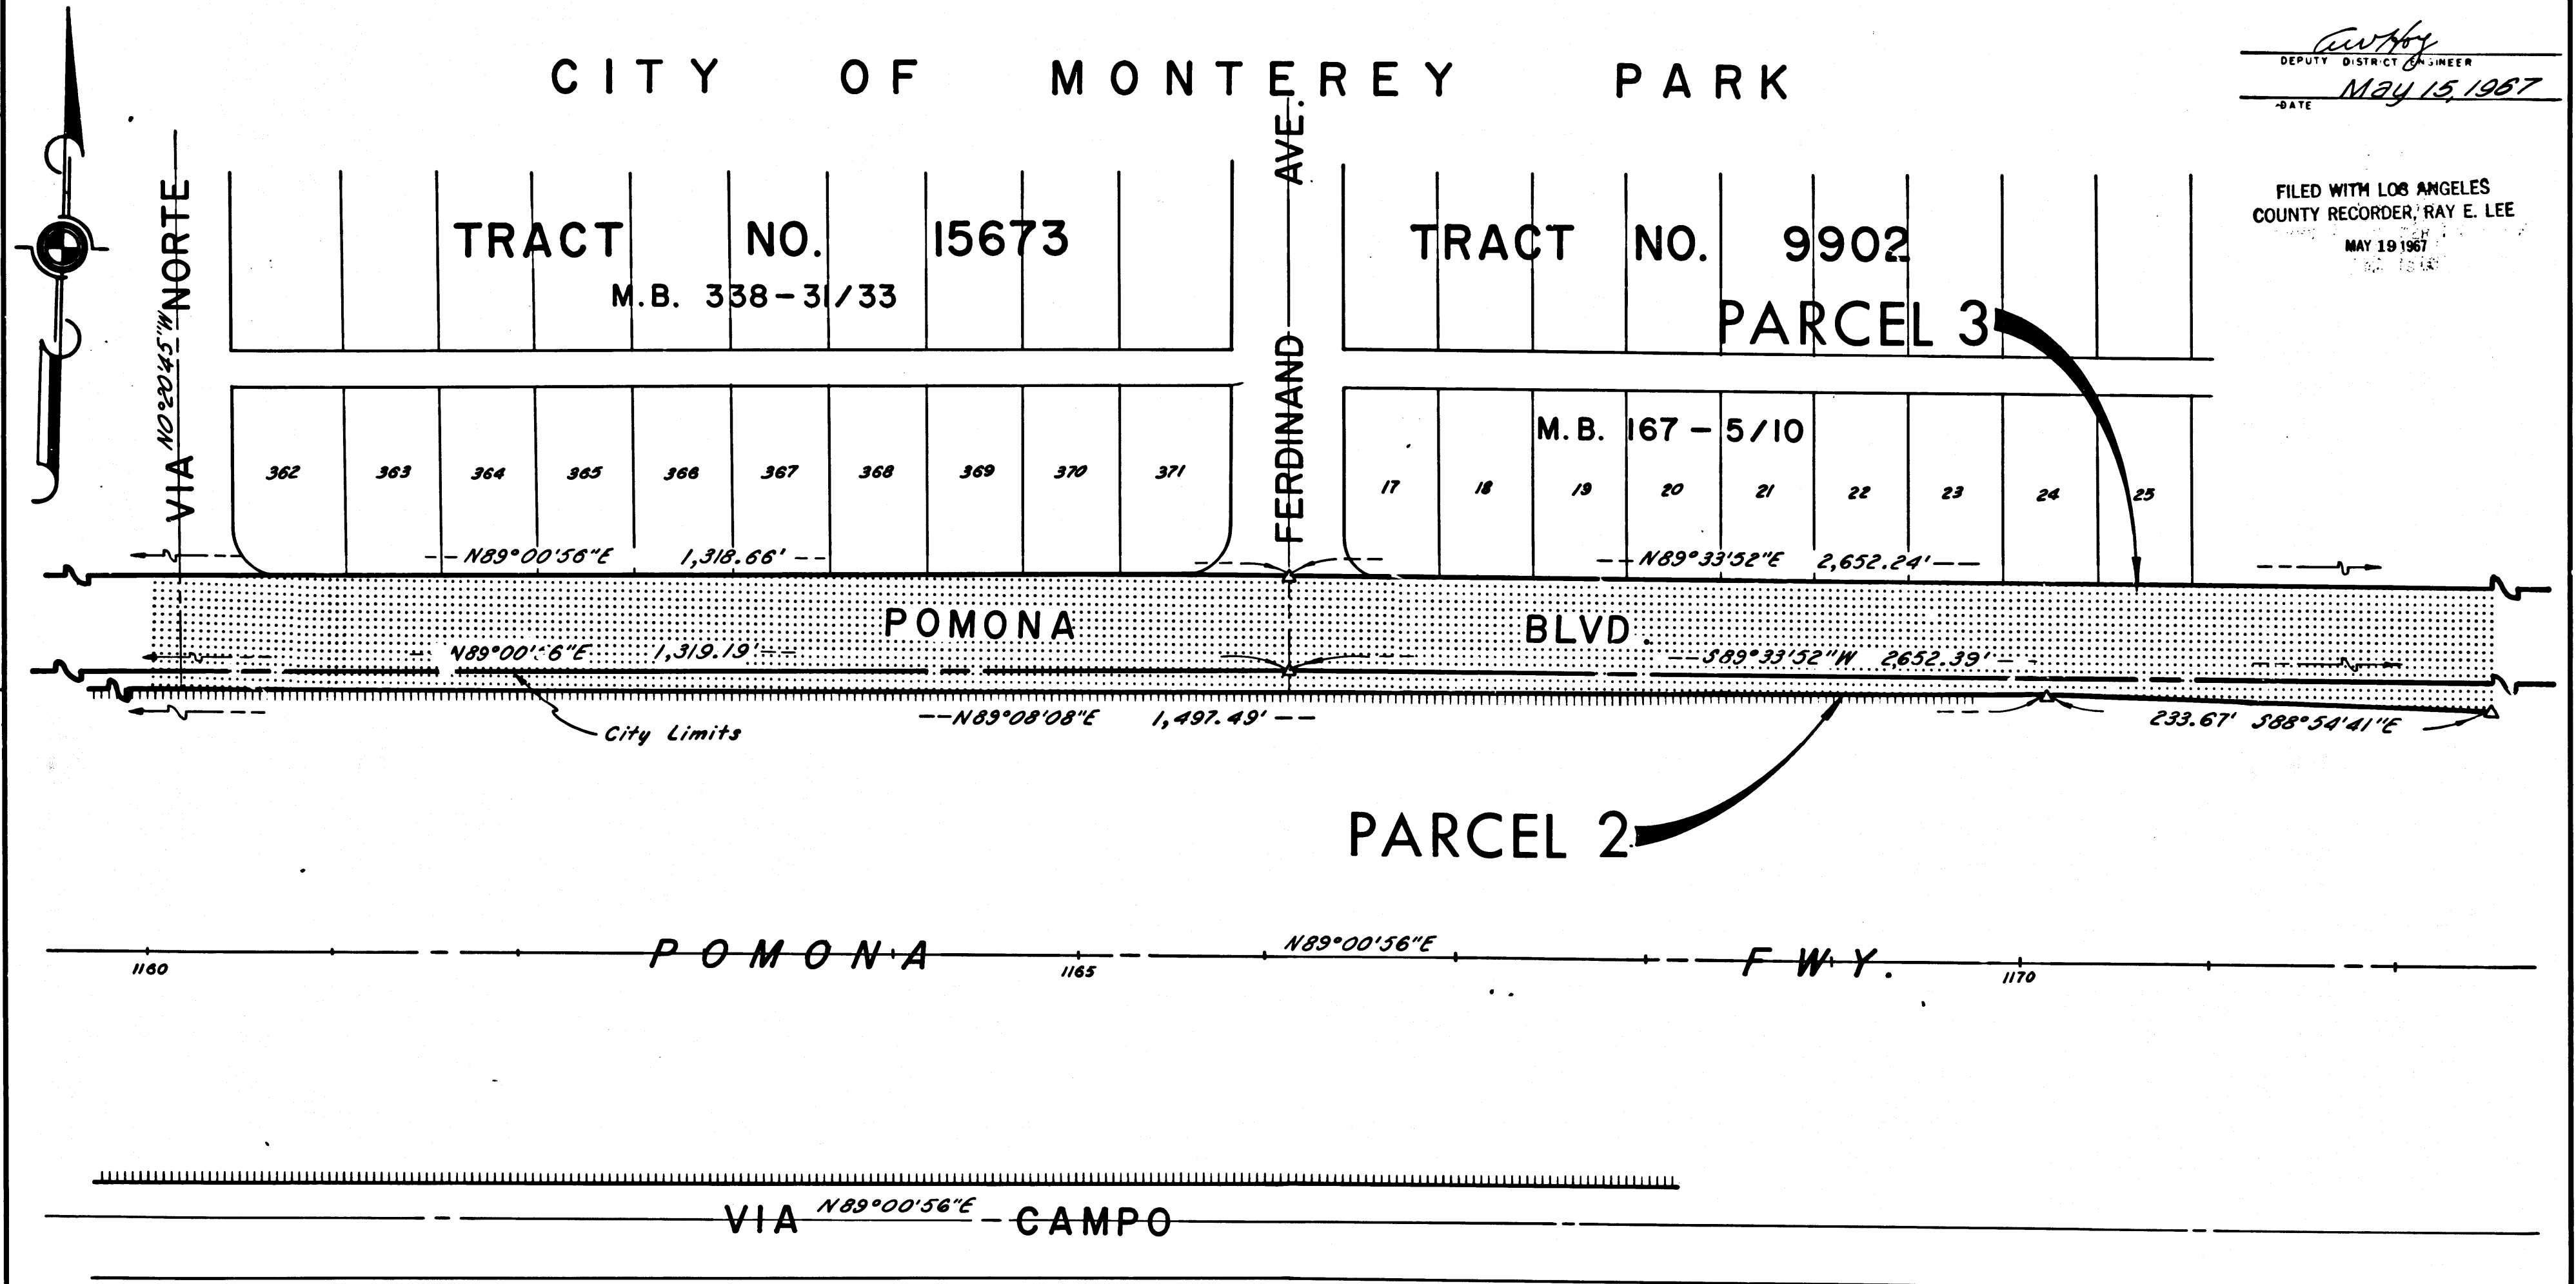 CITY OF MONTEREY PARK
DEPUTY DISTRICT ENGINEER
May 15, 1967
DATE
FILED WITH LOS ANGELES
COUNTY RECORDER, RAY E. LEE
MAY 19 1967
VIA NORTE
N0°20'45"W
TRACT NO. 15673
M.B. 338-31/33
FERDINAND AVE.
TRACT NO. 9902
PARCEL 3
M.B. 167-5/10
362 363 364 365 366 367 368 369 370 371
17 18 19 20 21 22 23 24 25
N89°00'56"E 1,318.66'
N89°33'52"E 2,652.24'
POMONA BLVD.
N89°00' 6"E 1,319.19'
S89°33'52"W 2652.39'
N89°08'08"E 1,497.49'
233.67' S88°54'41"E
City Limits
PARCEL 2
POMONA FWY.
N89°00'56"E
1160 1165 1170
N89°00'56"E
VIA CAMPO